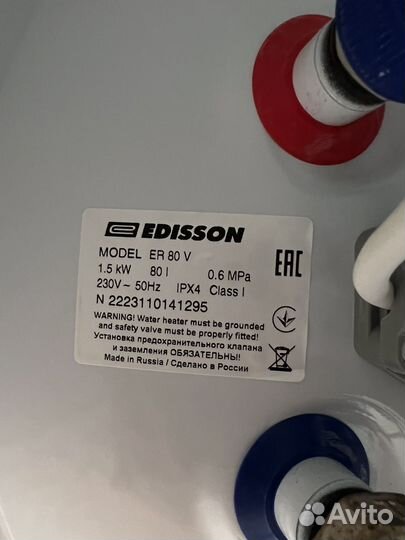 EDISSON
MODEL ER 80 V
1.5 kW 80 l 0.6 MPa
230V~ 50Hz IPX4 Class I
N 2223110141295
WARNING! Water heater must be grounded
and safety valve must be properly fitted!
Установка предохранительного клапана
и заземления ОБЯЗАТЕЛЬНЫ!
Made in Russia / Сделано в России
EAC
Avito